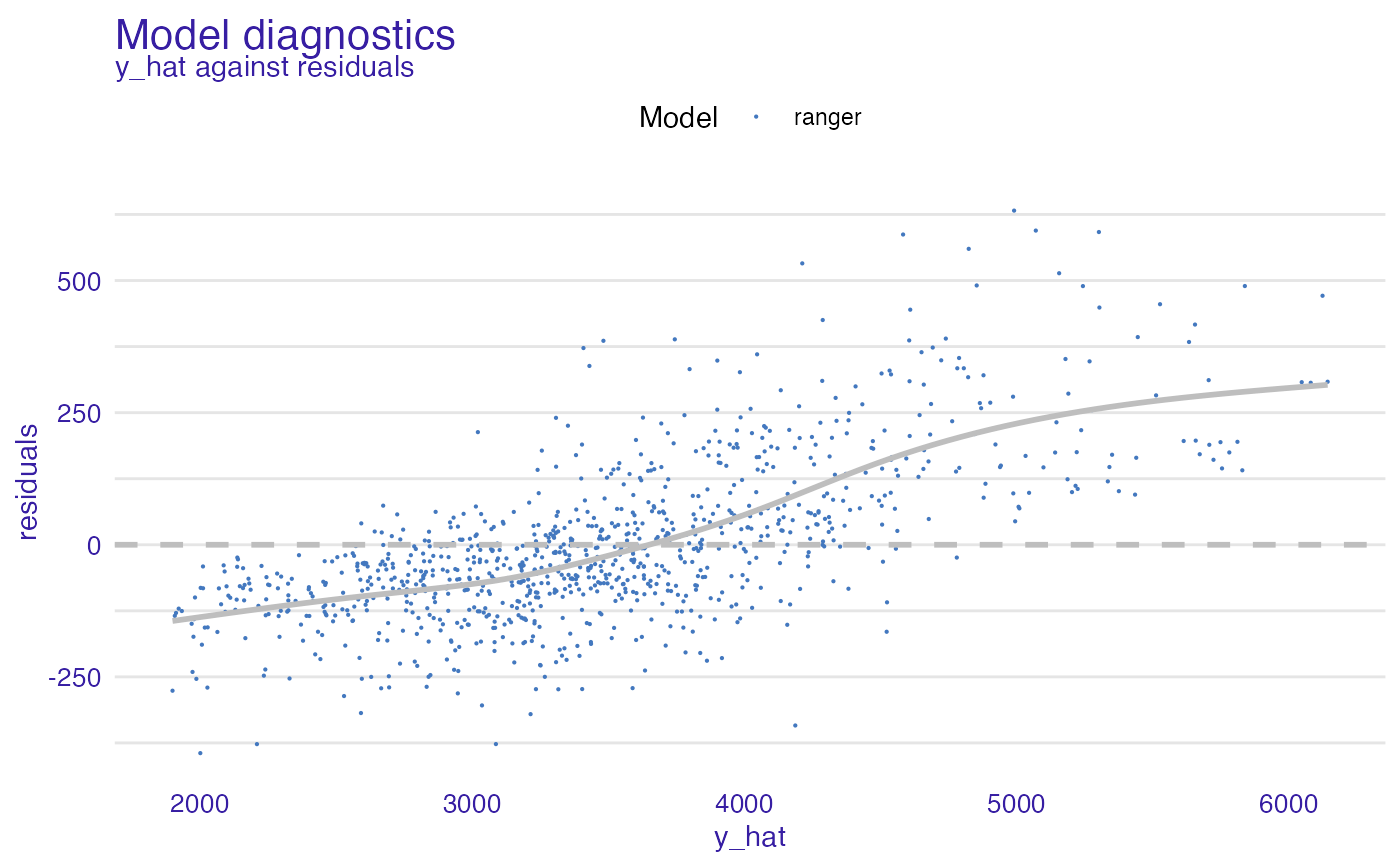 Model diagnostics
y_hat against residuals
Model ranger
500
250
0
-250
residuals
2000 3000 4000 5000 6000
y_hat